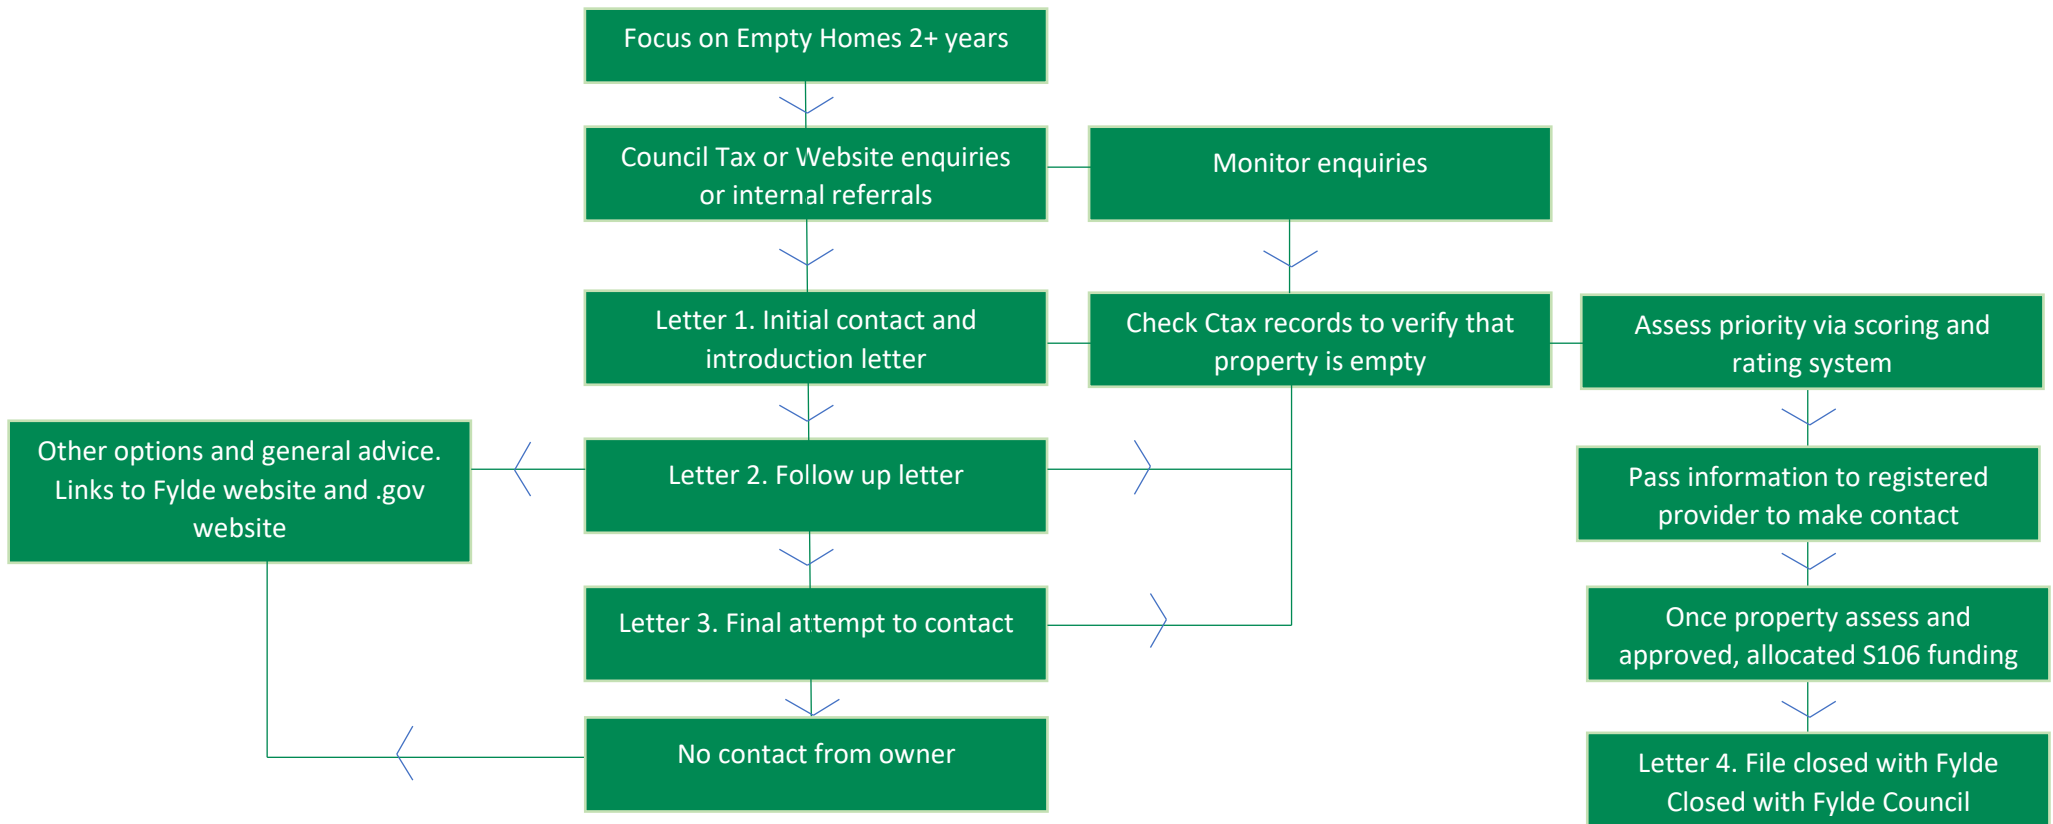 Focus on Empty Homes 2+ years
Council Tax or Website enquiries
or internal referrals
Monitor enquiries
Letter 1. Initial contact and
introduction letter
Check Ctax records to verify that
property is empty
Assess priority via scoring and
rating system
Other options and general advice.
Links to Fylde website and .gov
website
Letter 2. Follow up letter
Pass information to registered
provider to make contact
Letter 3. Final attempt to contact
Once property assess and
approved, allocated S106 funding
No contact from owner
Letter 4. File closed with Fylde
Closed with Fylde Council